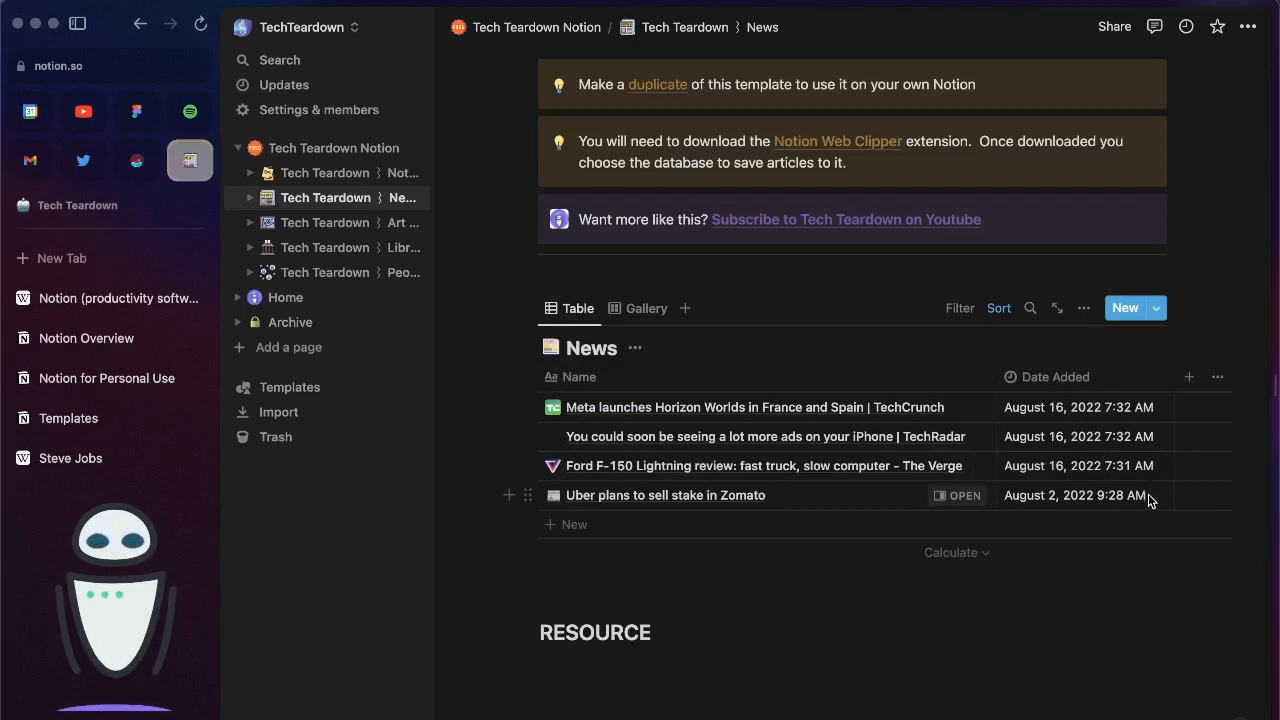 notion.so
31
Tech Teardown
New Tab
Notion (productivity softw...
Notion Overview
Notion for Personal Use
Templates
Steve Jobs
TechTeardown
Search
Updates
Settings & members
FREE Tech Teardown Notion
Tech Teardown ⌇ Not...
Tech Teardown ⌇ Ne...
Tech Teardown ⌇ Art ...
Tech Teardown ⌇ Libr...
Tech Teardown ⌇ Peo...
Home
Archive
Add a page
Templates
Import
Trash
FREE Tech Teardown Notion / Tech Teardown ⌇ News
Share
Make a duplicate of this template to use it on your own Notion
You will need to download the Notion Web Clipper extension. Once downloaded you
choose the database to save articles to it.
Want more like this? Subscribe to Tech Teardown on Youtube
Table Gallery
Filter Sort New
News
Aa Name Date Added
Meta launches Horizon Worlds in France and Spain | TechCrunch August 16, 2022 7:32 AM
You could soon be seeing a lot more ads on your iPhone | TechRadar August 16, 2022 7:32 AM
Ford F-150 Lightning review: fast truck, slow computer - The Verge August 16, 2022 7:31 AM
Uber plans to sell stake in Zomato OPEN August 2, 2022 9:28 AM
New
Calculate
RESOURCE